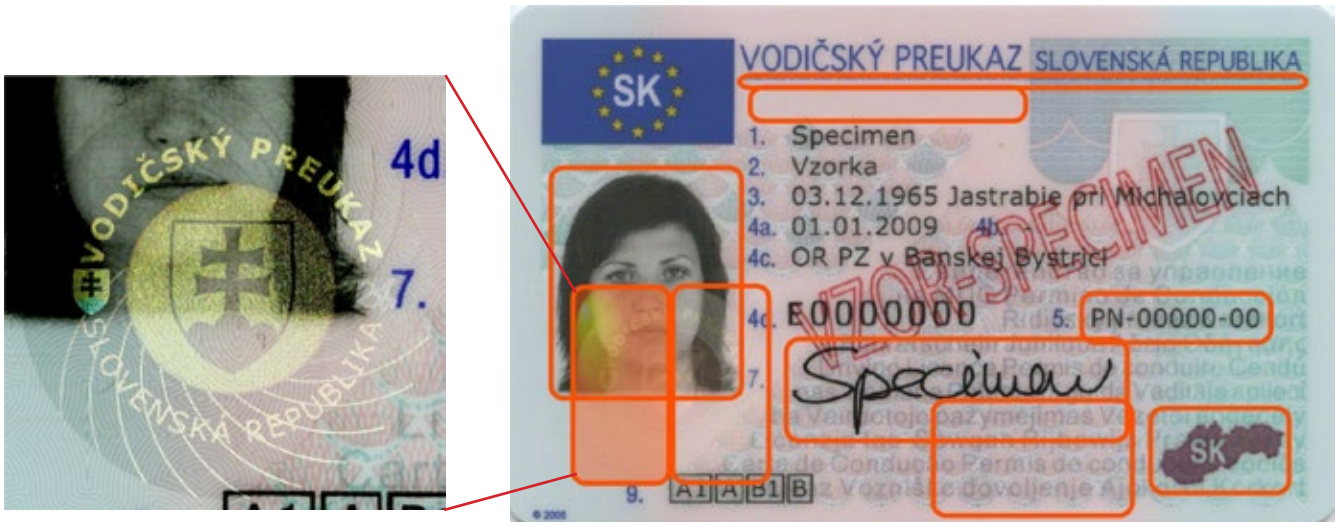 VODIČSKÝ PREUKAZ
SLOVENSKÁ REPUBLIKA
4d
7.
A1 A B
SK
VODIČSKÝ PREUKAZ SLOVENSKÁ REPUBLIKA
1. Specimen
2. Vzorka
3. 03.12.1965 Jastrabie pri Michalovciach
4a. 01.01.2009 4b. -
4c. OR PZ v Banskej Bystrici
4d. E0000000 5. PN-00000-00
VZOR-SPECIMEN
7. Specimen
SK
9. A1 A B1 B